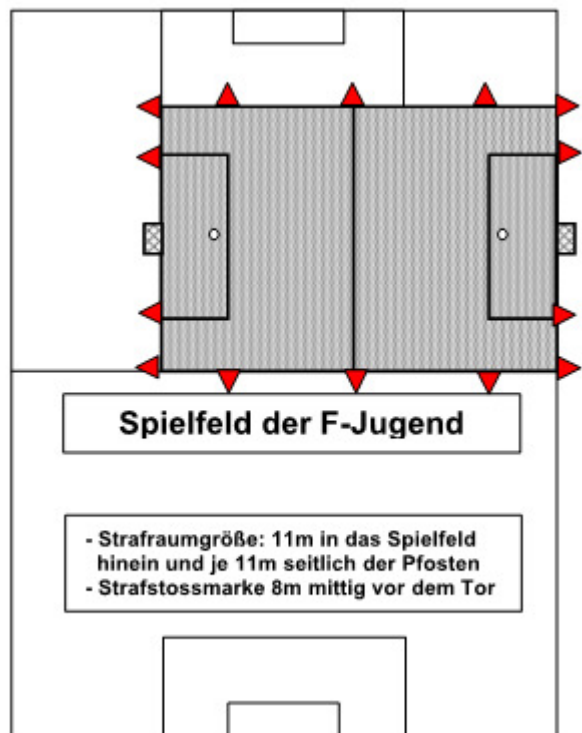 Spielfeld der F-Jugend
- Strafraumgröße: 11m in das Spielfeld
hinein und je 11m seitlich der Pfosten
- Strafstossmarke 8m mittig vor dem Tor